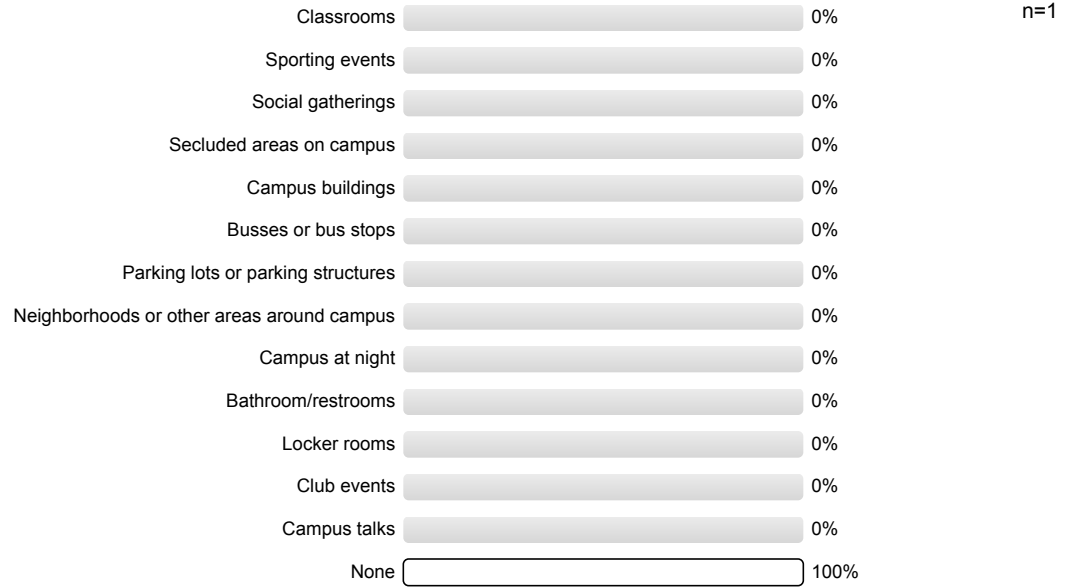 n=1
Classrooms 0%
Sporting events 0%
Social gatherings 0%
Secluded areas on campus 0%
Campus buildings 0%
Busses or bus stops 0%
Parking lots or parking structures 0%
Neighborhoods or other areas around campus 0%
Campus at night 0%
Bathroom/restrooms 0%
Locker rooms 0%
Club events 0%
Campus talks 0%
None 100%